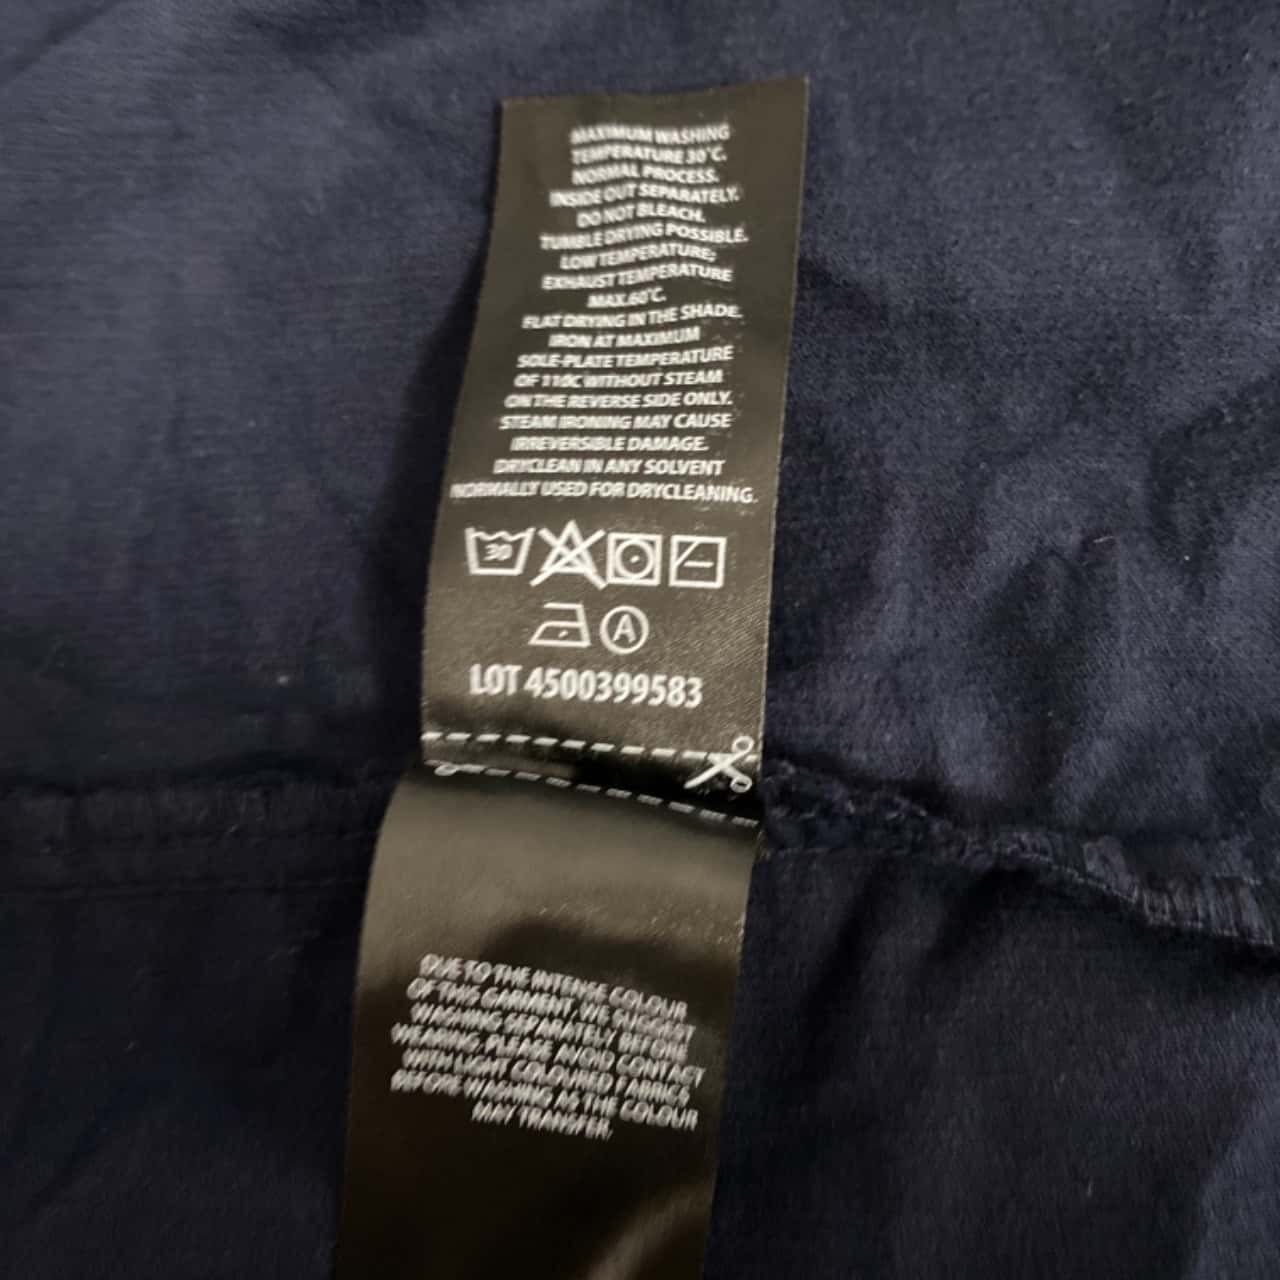 MAXIMUM WASHING
TEMPERATURE 30°C.
NORMAL PROCESS.
INSIDE OUT SEPARATELY.
DO NOT BLEACH.
TUMBLE DRYING POSSIBLE.
LOW TEMPERATURE;
EXHAUST TEMPERATURE
MAX.60°C.
FLAT DRYING IN THE SHADE.
IRON AT MAXIMUM
SOLE-PLATE TEMPERATURE
OF 110C WITHOUT STEAM
ON THE REVERSE SIDE ONLY.
STEAM IRONING MAY CAUSE
IRREVERSIBLE DAMAGE.
DRYCLEAN IN ANY SOLVENT
NORMALLY USED FOR DRYCLEANING.
30
A
LOT 4500399583
DUE TO THE INTENSE COLOUR
OF THIS GARMENT, WE SUGGEST
WASHING SEPARATELY BEFORE
WEARING. PLEASE AVOID CONTACT
WITH LIGHT COLOURED FABRICS
BEFORE WASHING AS THE COLOUR
MAY TRANSFER.